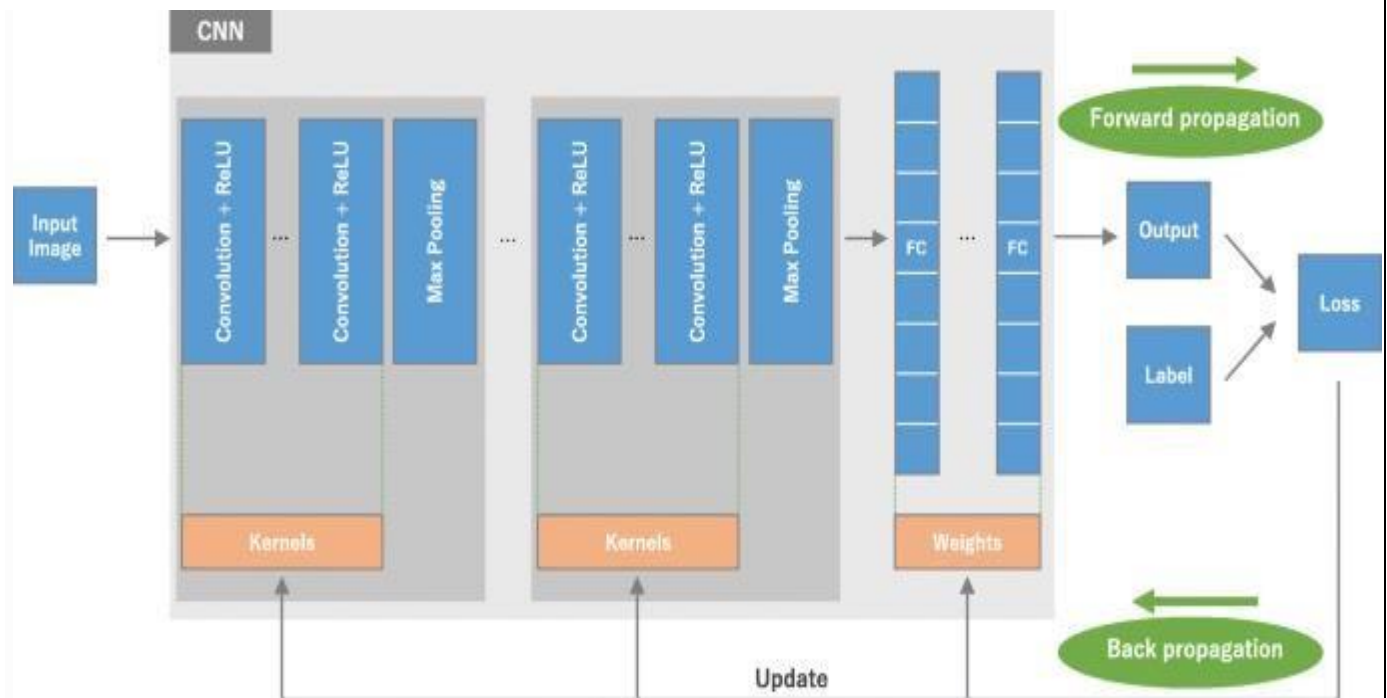 CNN
Forward propagation
Input
Image
Convolution + ReLU
...
Convolution + ReLU
Max Pooling
...
Convolution + ReLU
...
Convolution + ReLU
Max Pooling
FC
...
FC
Output
Label
Loss
Kernels
Kernels
Weights
Back propagation
Update